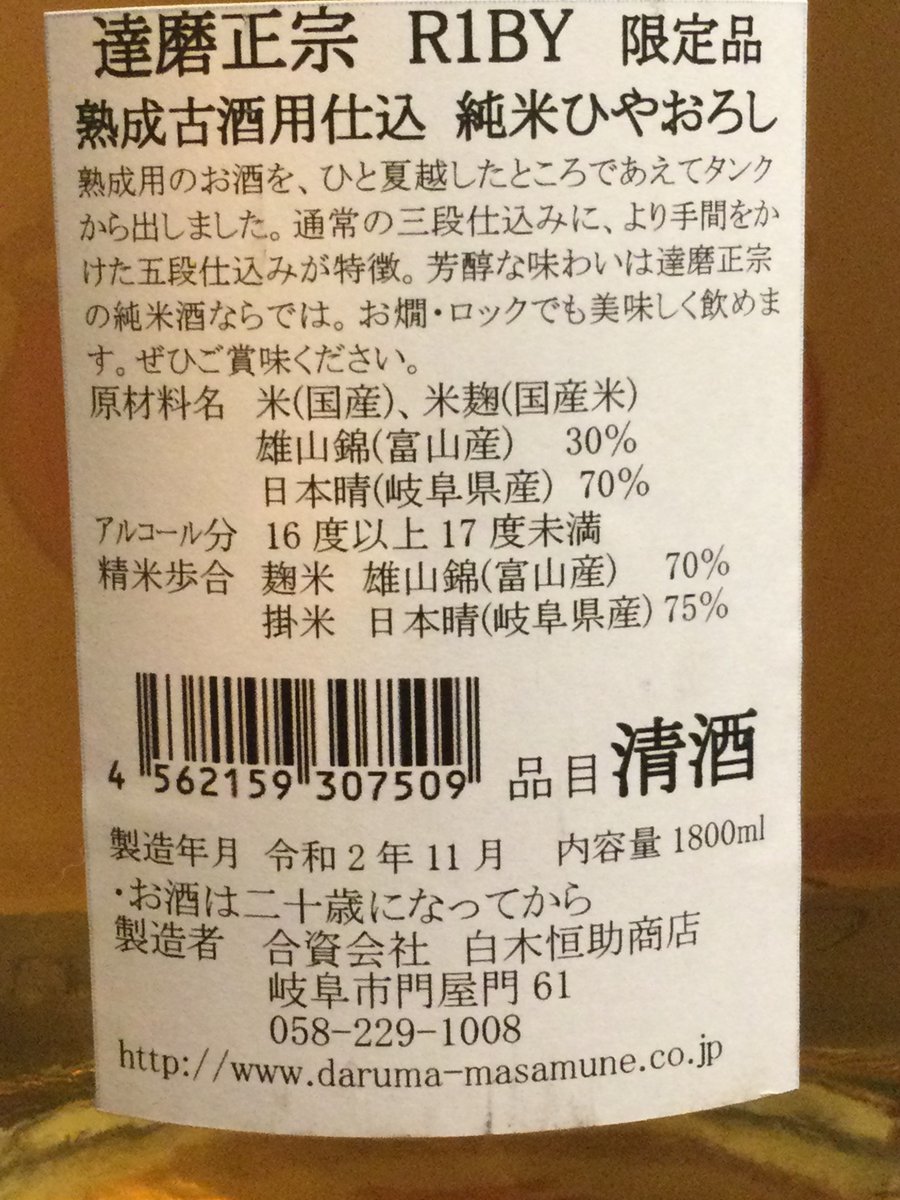 達磨正宗 R1BY 限定品
熟成古酒用仕込 純米ひやおろし
熟成用のお酒を、ひと夏越したところであえてタンク
から出しました。通常の三段仕込みに、より手間をか
けた五段仕込みが特徴。芳醇な味わいは達磨正宗
の純米酒ならでは。お燗・ロックでも美味しく飲めま
す。ぜひご賞味ください。
原材料名 米(国産)、米麹(国産米)
雄山錦(富山産) 30%
日本晴(岐阜県産) 70%
アルコール分 16度以上17度未満
精米歩合 麹米 雄山錦(富山産) 70%
掛米 日本晴(岐阜県産) 75%
4 562159 307509
品目 清酒
製造年月 令和2年11月 内容量 1800ml
・お酒は二十歳になってから
製造者 合資会社 白木恒助商店
岐阜市門屋門61
058-229-1008
http://www.daruma-masamune.co.jp